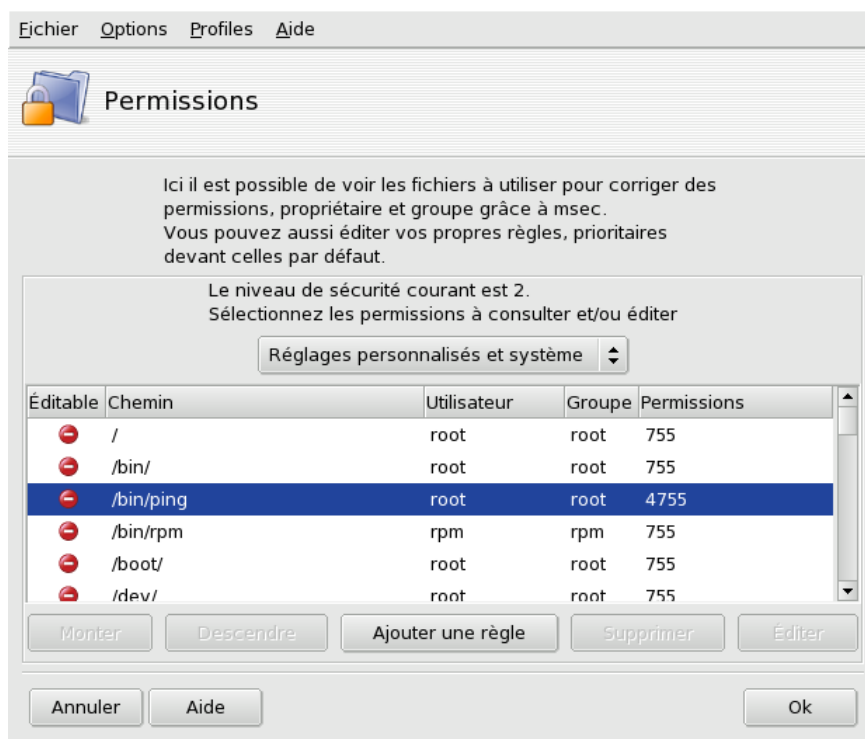 Fichier Options Profiles Aide
Permissions
Ici il est possible de voir les fichiers à utiliser pour corriger des
permissions, propriétaire et groupe grâce à msec.
Vous pouvez aussi éditer vos propres règles, prioritaires
devant celles par défaut.
Le niveau de sécurité courant est 2.
Sélectionnez les permissions à consulter et/ou éditer
Réglages personnalisés et système
Éditable Chemin Utilisateur Groupe Permissions
/ root root 755
/bin/ root root 755
/bin/ping root root 4755
/bin/rpm rpm rpm 755
/boot/ root root 755
/dev/ root root 755
Monter Descendre Ajouter une règle Supprimer Éditer
Annuler Aide Ok